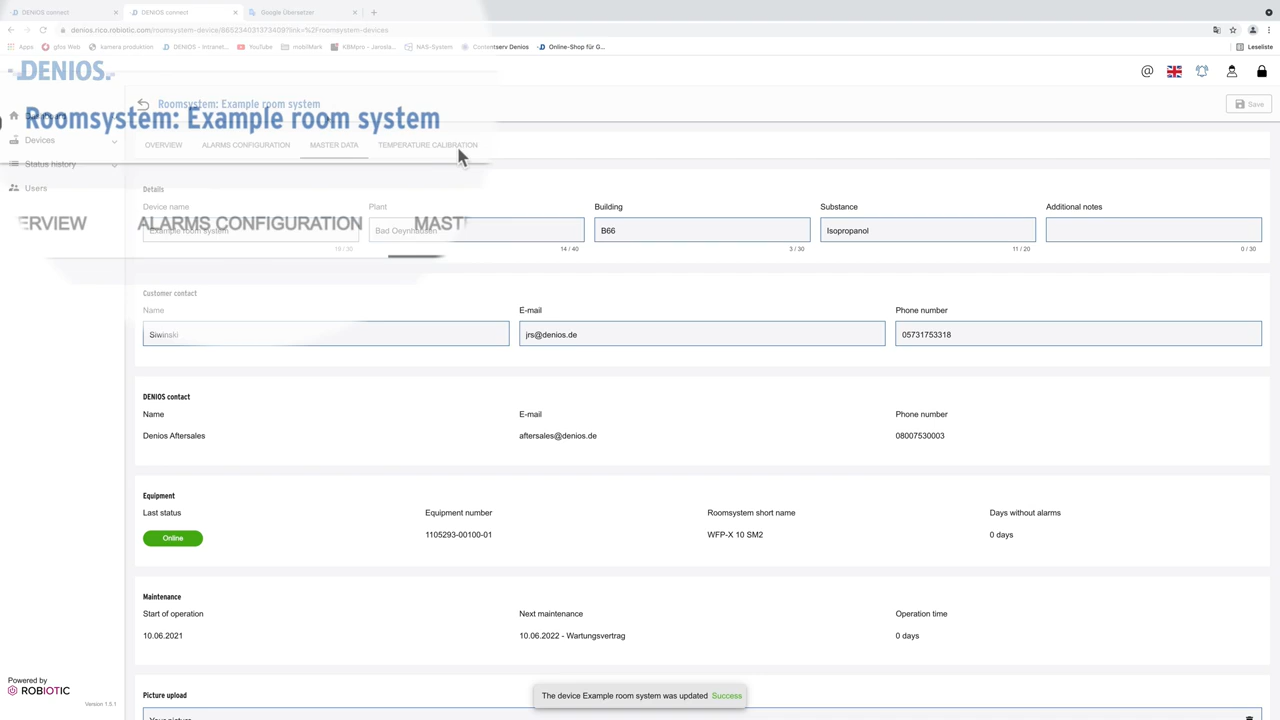 DENIOS connect
DENIOS connect
Google Übersetzer
denios.rico.robiotic.com/roomsystem-device/865234031373409?link=%2Froomsystem-devices
Apps
gfos Web
kamera produktion
DENIOS - Intranet...
YouTube
mobilMark
KBMpro - Jarosla...
NAS-System
Contentserv Denios
Online-Shop für G...
Leseliste
DENIOS.
Roomsystem: Example room system
Roomsystem: Example room system
Save
Dashboard
Devices
Status history
Users
OVERVIEW
ALARMS CONFIGURATION
MASTER DATA
TEMPERATURE CALIBRATION
ERVIEW
ALARMS CONFIGURATION
MAST
Details
Device name
Plant
Building
Substance
Additional notes
Example room system
Bad Oeynhausen
B66
Isopropanol
19 / 30
14 / 40
3 / 30
11 / 20
0 / 30
Customer contact
Name
E-mail
Phone number
Siwinski
jrs@denios.de
05731753318
DENIOS contact
Name
E-mail
Phone number
Denios Aftersales
aftersales@denios.de
08007530003
Equipment
Last status
Equipment number
Roomsystem short name
Days without alarms
Online
1105293-00100-01
WFP-X 10 SM2
0 days
Maintenance
Start of operation
Next maintenance
Operation time
10.06.2021
10.06.2022 - Wartungsvertrag
0 days
Picture upload
Your picture
The device Example room system was updated Success
Powered by
ROBIOTIC
Version 1.5.1